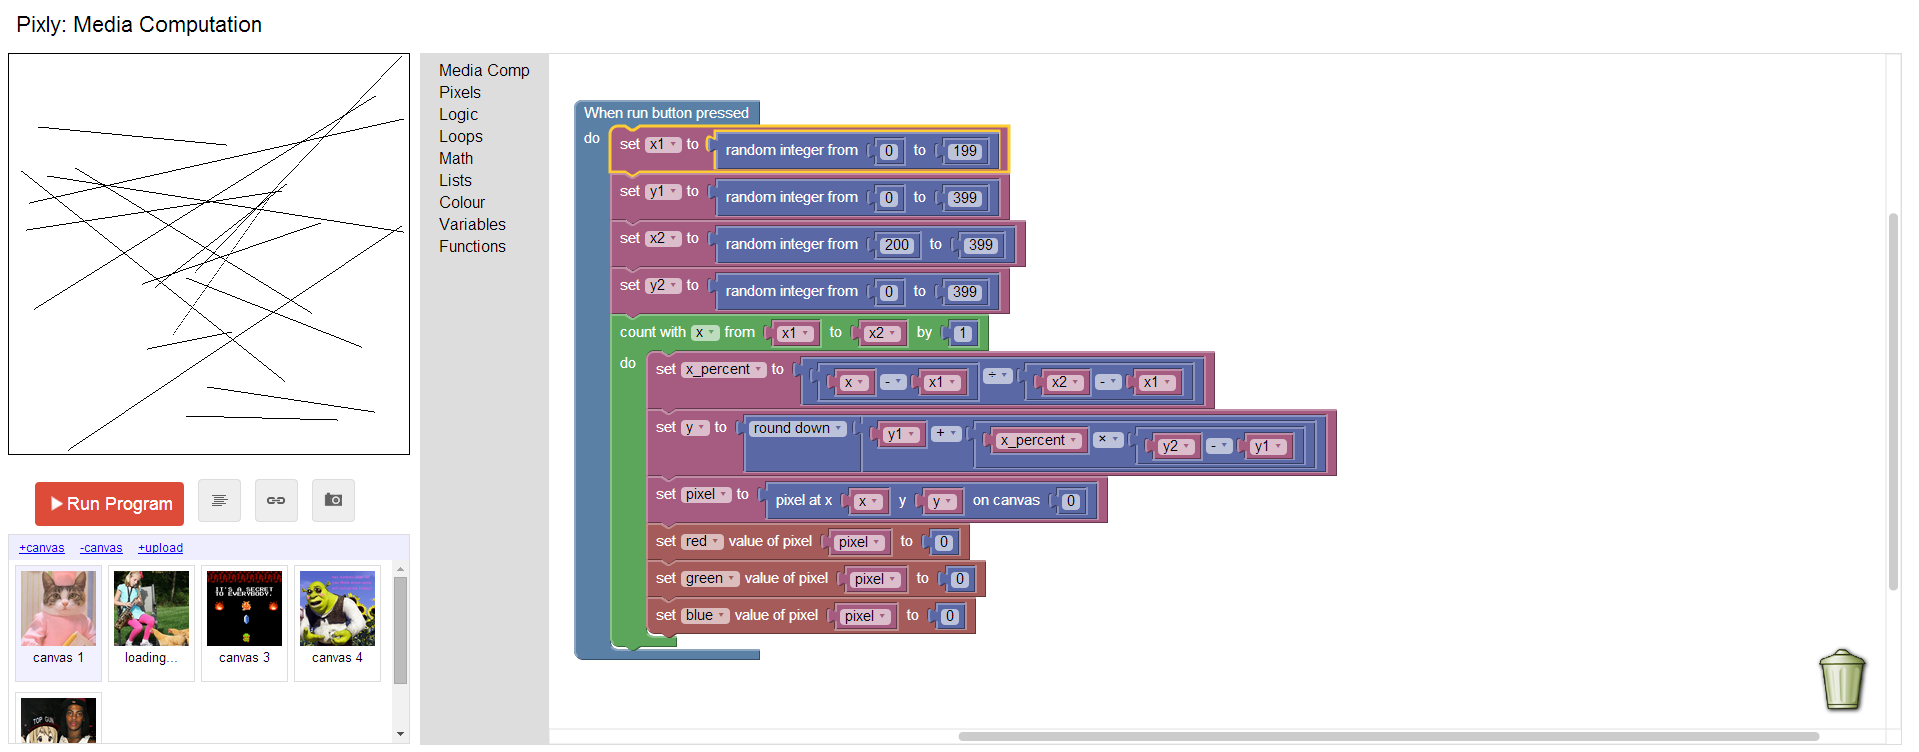 Pixly: Media Computation
Run Program
+canvas -canvas +upload
canvas 1
loading...
IT'S A SECRET
TO EVERYBODY.
canvas 3
canvas 4
TOP GUN
Media Comp
Pixels
Logic
Loops
Math
Lists
Colour
Variables
Functions
When run button pressed
do
set x1 to random integer from 0 to 199
set y1 to random integer from 0 to 399
set x2 to random integer from 200 to 399
set y2 to random integer from 0 to 399
count with x from x1 to x2 by 1
do
set x_percent to x - x1 ÷ x2 - x1
set y to round down y1 + x_percent × y2 - y1
set pixel to pixel at x x y y on canvas 0
set red value of pixel pixel to 0
set green value of pixel pixel to 0
set blue value of pixel pixel to 0